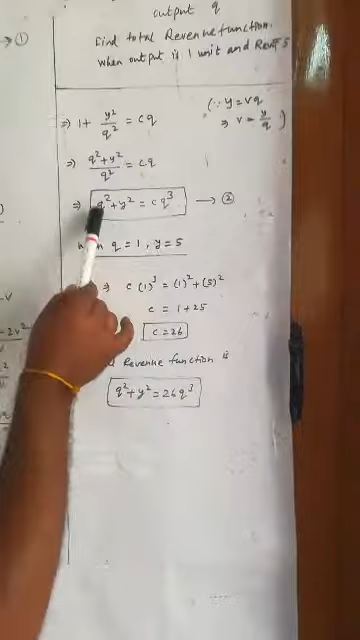 output q
Find total Revenue function
when output is 1 unit and Rev ₹ 5
→ ①
⇒ 1 + y²/q² = cq (∵ y = vq
⇒ v = y/q )
⇒ (q²+y²)/q² = cq
⇒ q²+y² = cq³ → ②
q = 1, y = 5
⇒ c(1)³ = (1)²+(5)²
c = 1+25
c = 26
Revenue function is
q²+y² = 26q³
-v
-2v²